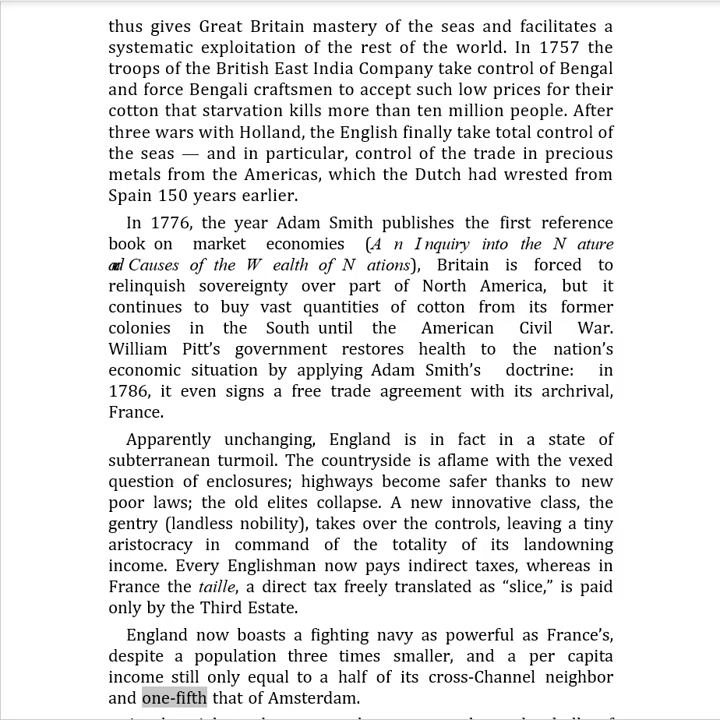 thus gives Great Britain mastery of the seas and facilitates a
systematic exploitation of the rest of the world. In 1757 the
troops of the British East India Company take control of Bengal
and force Bengali craftsmen to accept such low prices for their
cotton that starvation kills more than ten million people. After
three wars with Holland, the English finally take total control of
the seas — and in particular, control of the trade in precious
metals from the Americas, which the Dutch had wrested from
Spain 150 years earlier.
In 1776, the year Adam Smith publishes the first reference
book on market economies (A n I nquiry into the N ature
and Causes of the W ealth of N ations), Britain is forced to
relinquish sovereignty over part of North America, but it
continues to buy vast quantities of cotton from its former
colonies in the South until the American Civil War.
William Pitt’s government restores health to the nation’s
economic situation by applying Adam Smith’s doctrine: in
1786, it even signs a free trade agreement with its archrival,
France.
Apparently unchanging, England is in fact in a state of
subterranean turmoil. The countryside is aflame with the vexed
question of enclosures; highways become safer thanks to new
poor laws; the old elites collapse. A new innovative class, the
gentry (landless nobility), takes over the controls, leaving a tiny
aristocracy in command of the totality of its landowning
income. Every Englishman now pays indirect taxes, whereas in
France the taille, a direct tax freely translated as “slice,” is paid
only by the Third Estate.
England now boasts a fighting navy as powerful as France’s,
despite a population three times smaller, and a per capita
income still only equal to a half of its cross-Channel neighbor
and one-fifth that of Amsterdam.